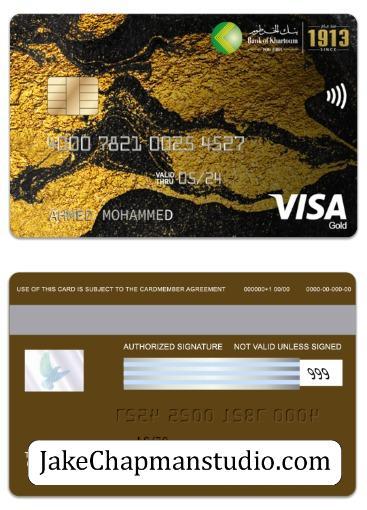 بنك الخرطوم
Bank of Khartoum
1913
SINCE
4000 7821 0025 4527
VALID THRU 05/24
AHMED MOHAMMED
VISA
Gold
USE OF THIS CARD IS SUBJECT TO THE CARDMEMBER AGREEMENT 000000+1 00/00 0000-00-000-00
AUTHORIZED SIGNATURE NOT VALID UNLESS SIGNED
999
JakeChapmanstudio.com